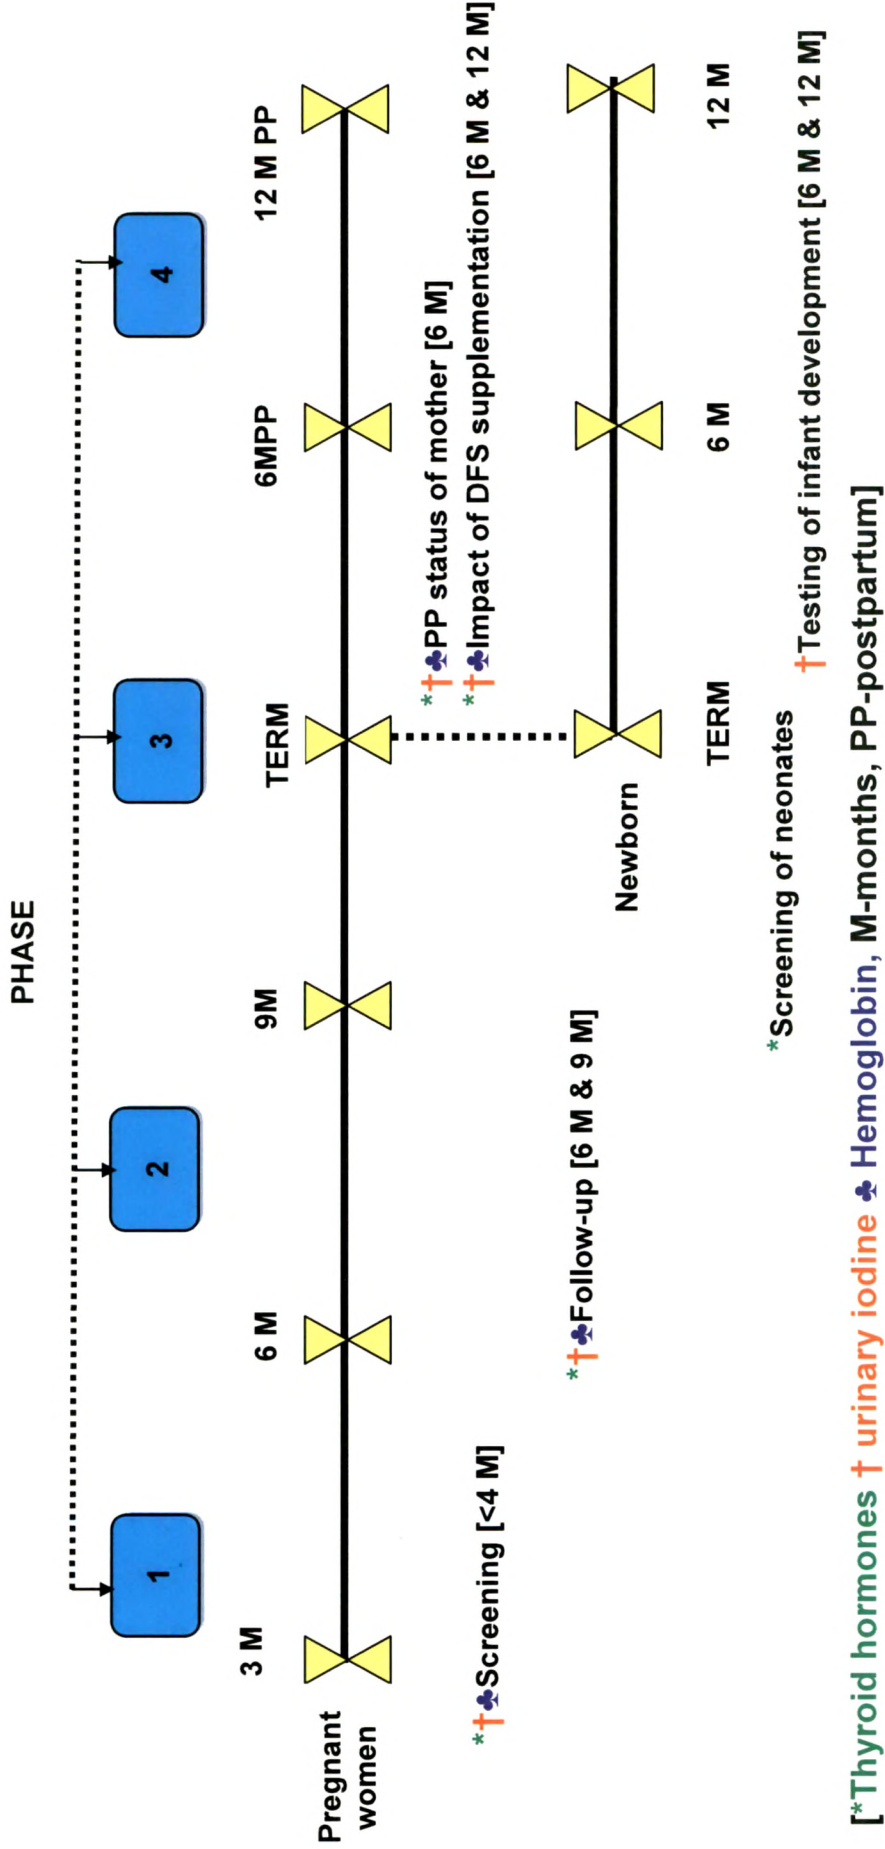 PHASE
1
2
3
4
3 M
6 M
9M
TERM
6MPP
12 M PP
Pregnant
women
*†♣PP status of mother [6 M]
*†♣Impact of DFS supplementation [6 M & 12 M]
*†♣Screening [<4 M]
*†♣Follow-up [6 M & 9 M]
Newborn
TERM
6 M
12 M
*Screening of neonates
†Testing of infant development [6 M & 12 M]
[*Thyroid hormones † urinary iodine ♣ Hemoglobin, M-months, PP-postpartum]